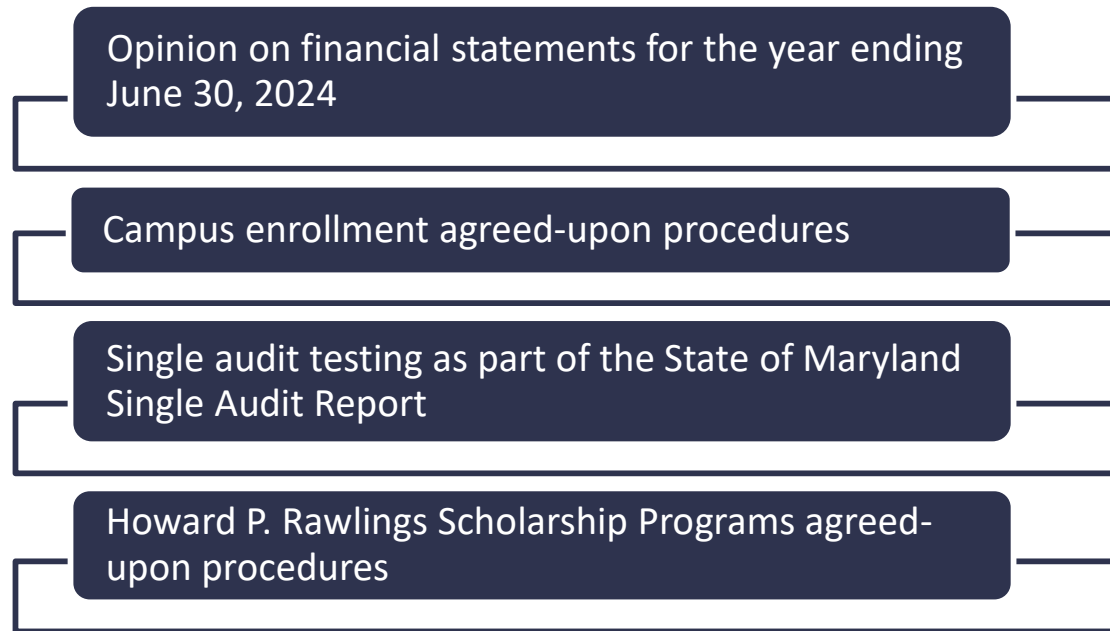 Opinion on financial statements for the year ending
June 30, 2024
Campus enrollment agreed-upon procedures
Single audit testing as part of the State of Maryland
Single Audit Report
Howard P. Rawlings Scholarship Programs agreed-
upon procedures